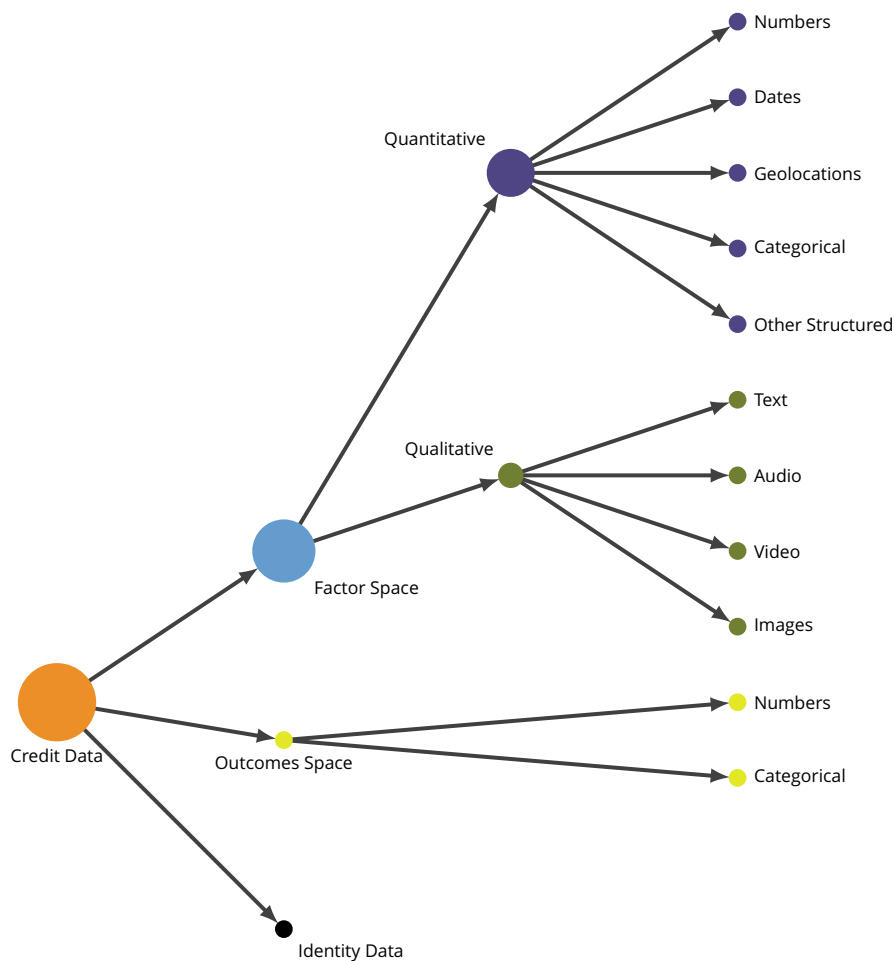 Numbers
Dates
Quantitative
Geolocations
Categorical
Other Structured
Text
Qualitative
Audio
Video
Factor Space
Images
Numbers
Credit Data
Outcomes Space
Categorical
Identity Data